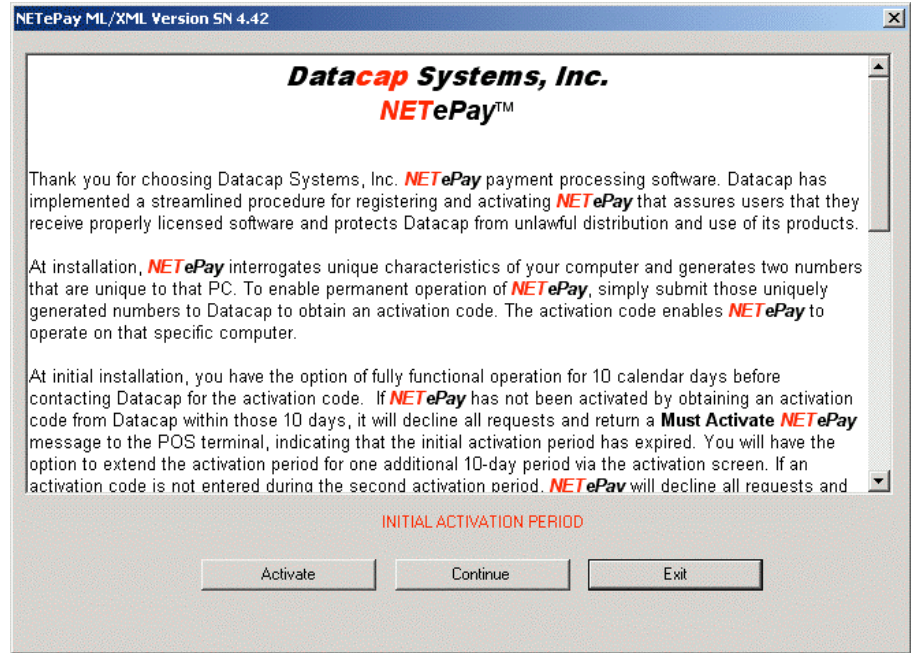 NETePay ML/XML Version SN 4.42
Datacap Systems, Inc.
NETePay™
Thank you for choosing Datacap Systems, Inc. NETePay payment processing software. Datacap has
implemented a streamlined procedure for registering and activating NETePay that assures users that they
receive properly licensed software and protects Datacap from unlawful distribution and use of its products.
At installation, NETePay interrogates unique characteristics of your computer and generates two numbers
that are unique to that PC. To enable permanent operation of NETePay, simply submit those uniquely
generated numbers to Datacap to obtain an activation code. The activation code enables NETePay to
operate on that specific computer.
At initial installation, you have the option of fully functional operation for 10 calendar days before
contacting Datacap for the activation code.  If NETePay has not been activated by obtaining an activation
code from Datacap within those 10 days, it will decline all requests and return a Must Activate NETePay
message to the POS terminal, indicating that the initial activation period has expired. You will have the
option to extend the activation period for one additional 10-day period via the activation screen. If an
activation code is not entered during the second activation period, NETePay will decline all requests and
INITIAL ACTIVATION PERIOD
Activate
Continue
Exit